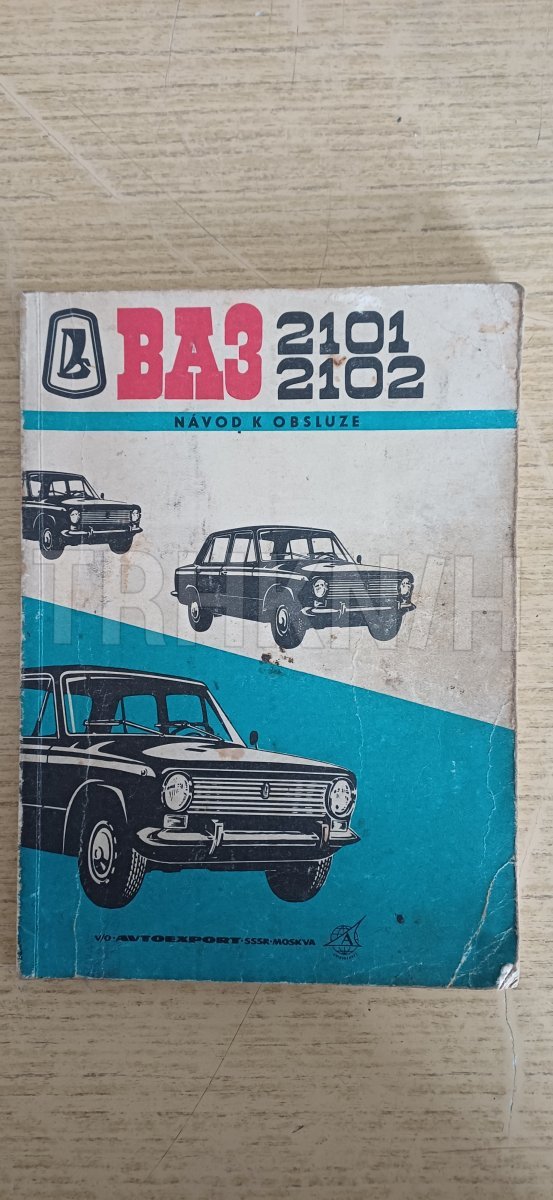 ВАЗ 2101
2102
NÁVOD K OBSLUZE
V/O · AVTOEXPORT · SSSR · MOSKVA
A